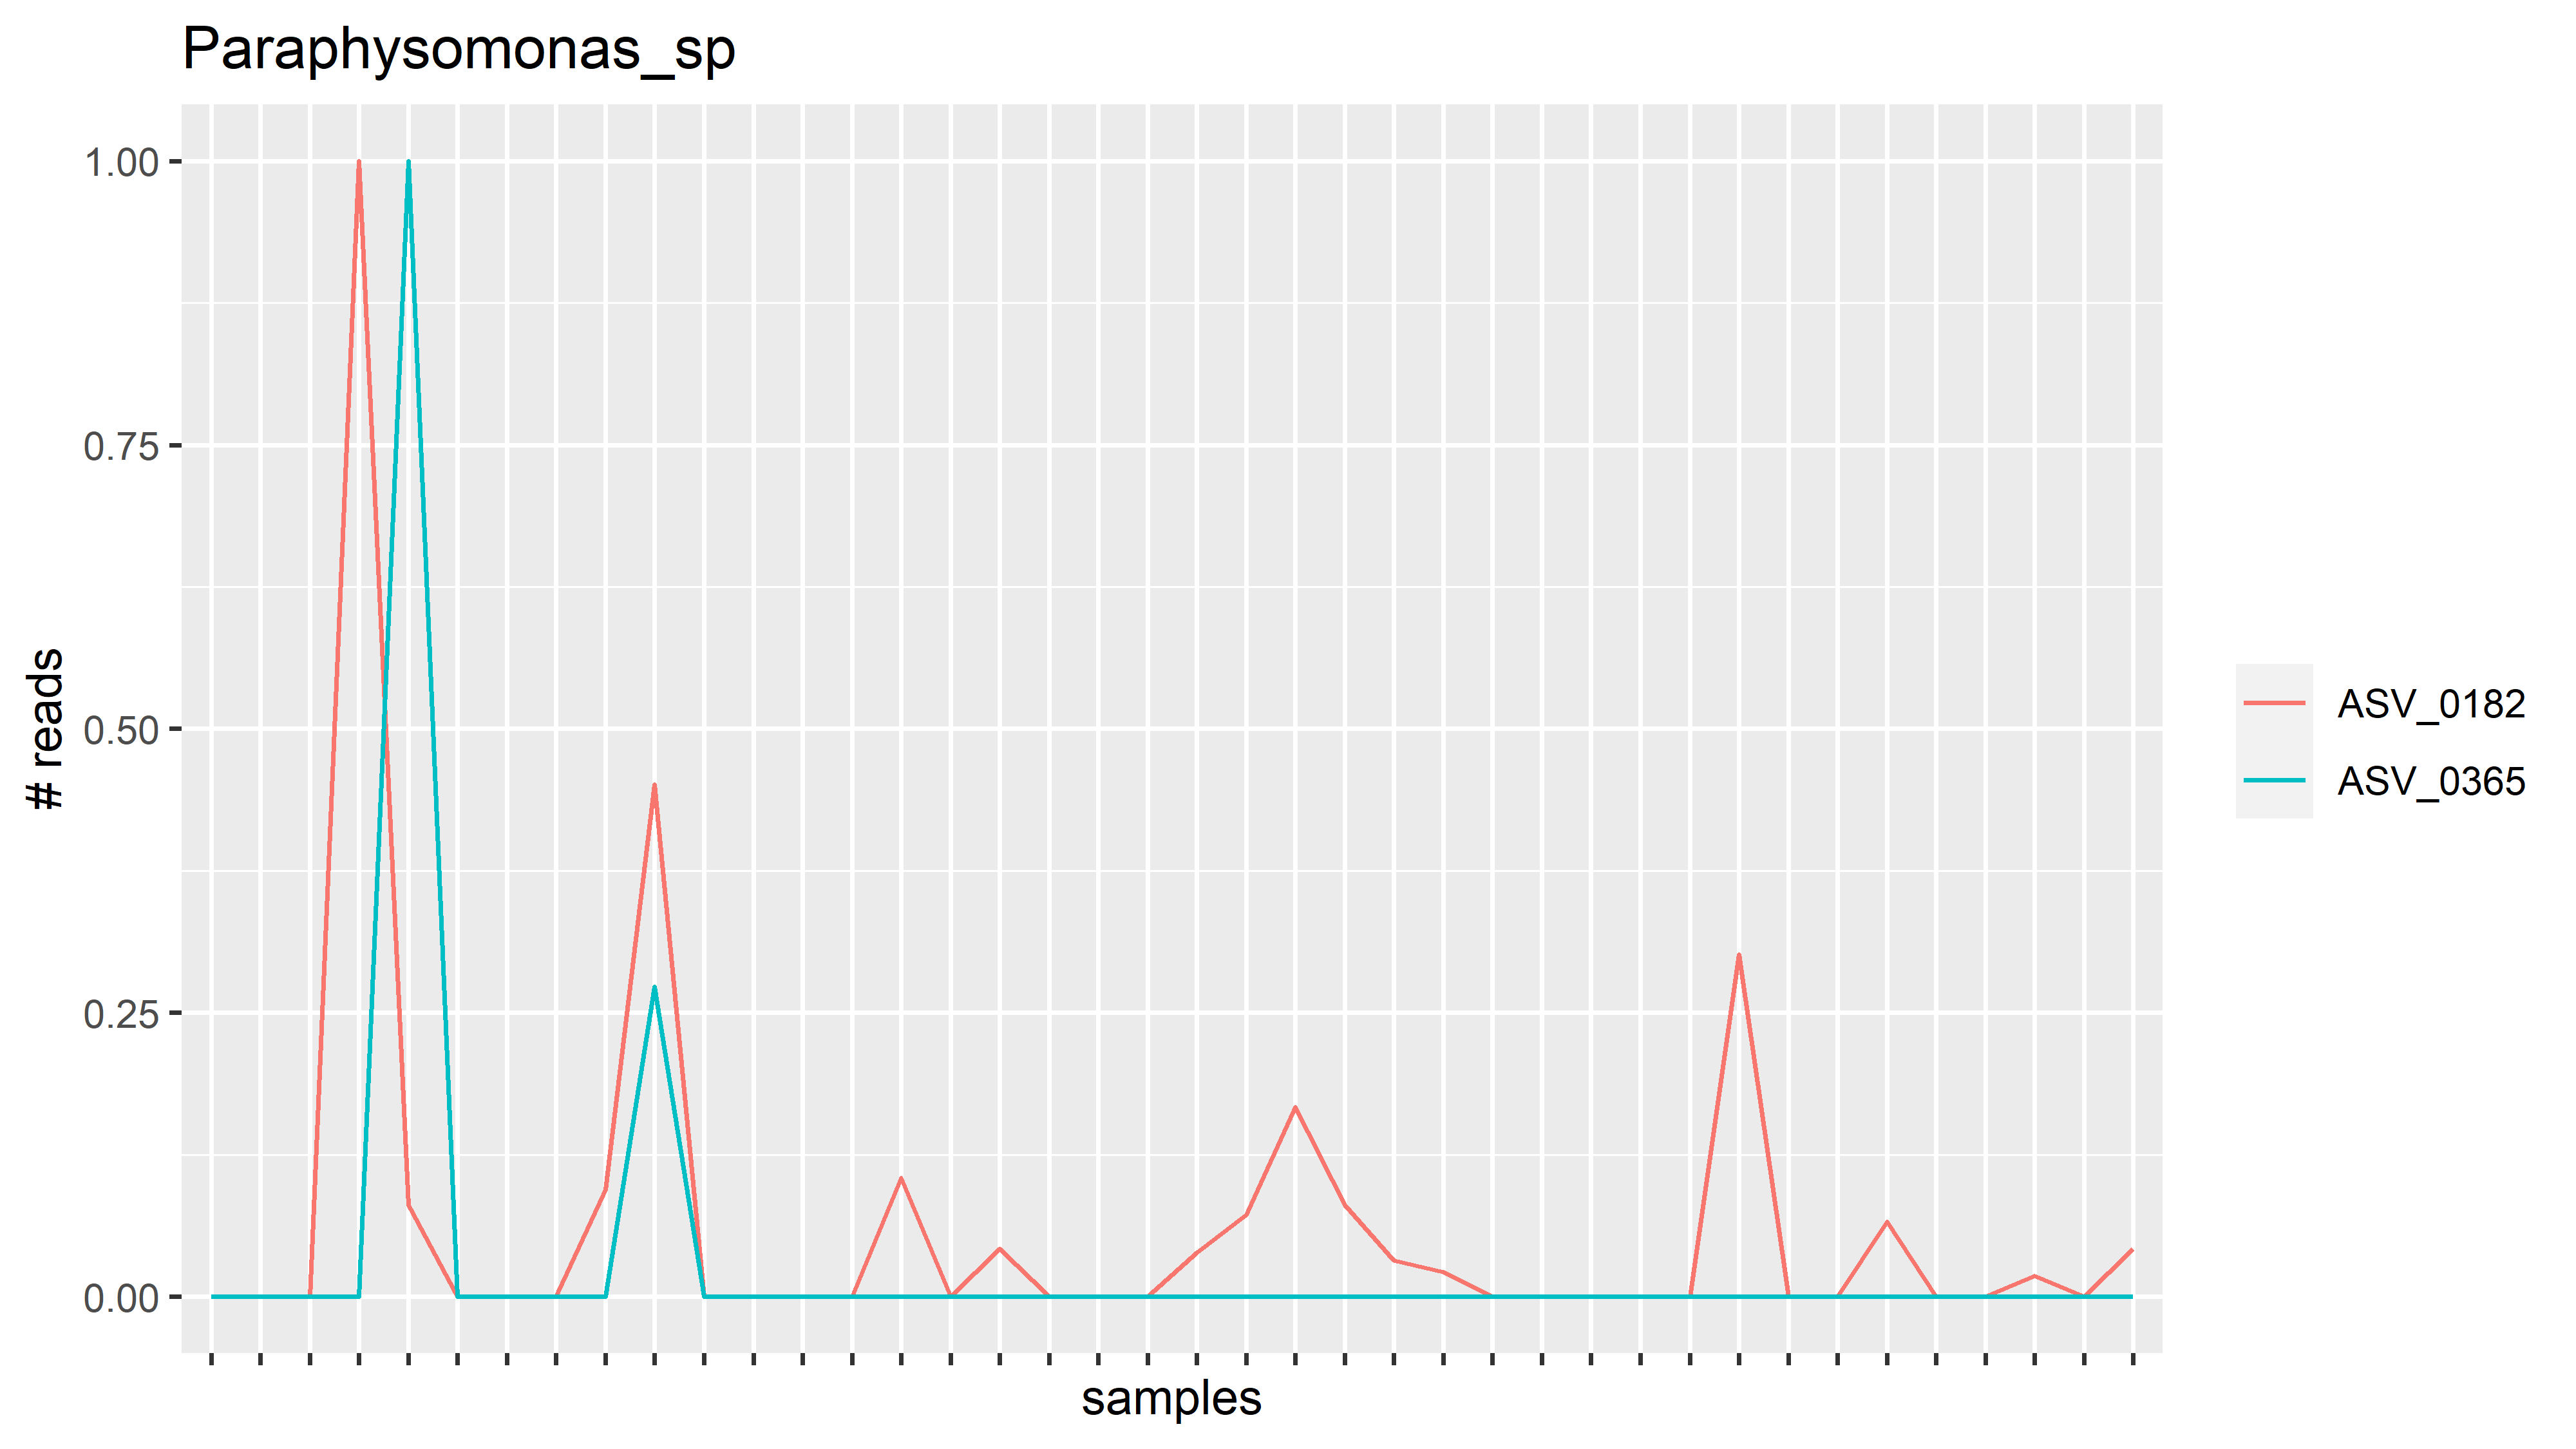 Paraphysomonas_sp
1.00
0.75
0.50
0.25
0.00
# reads
samples
ASV_0182
ASV_0365